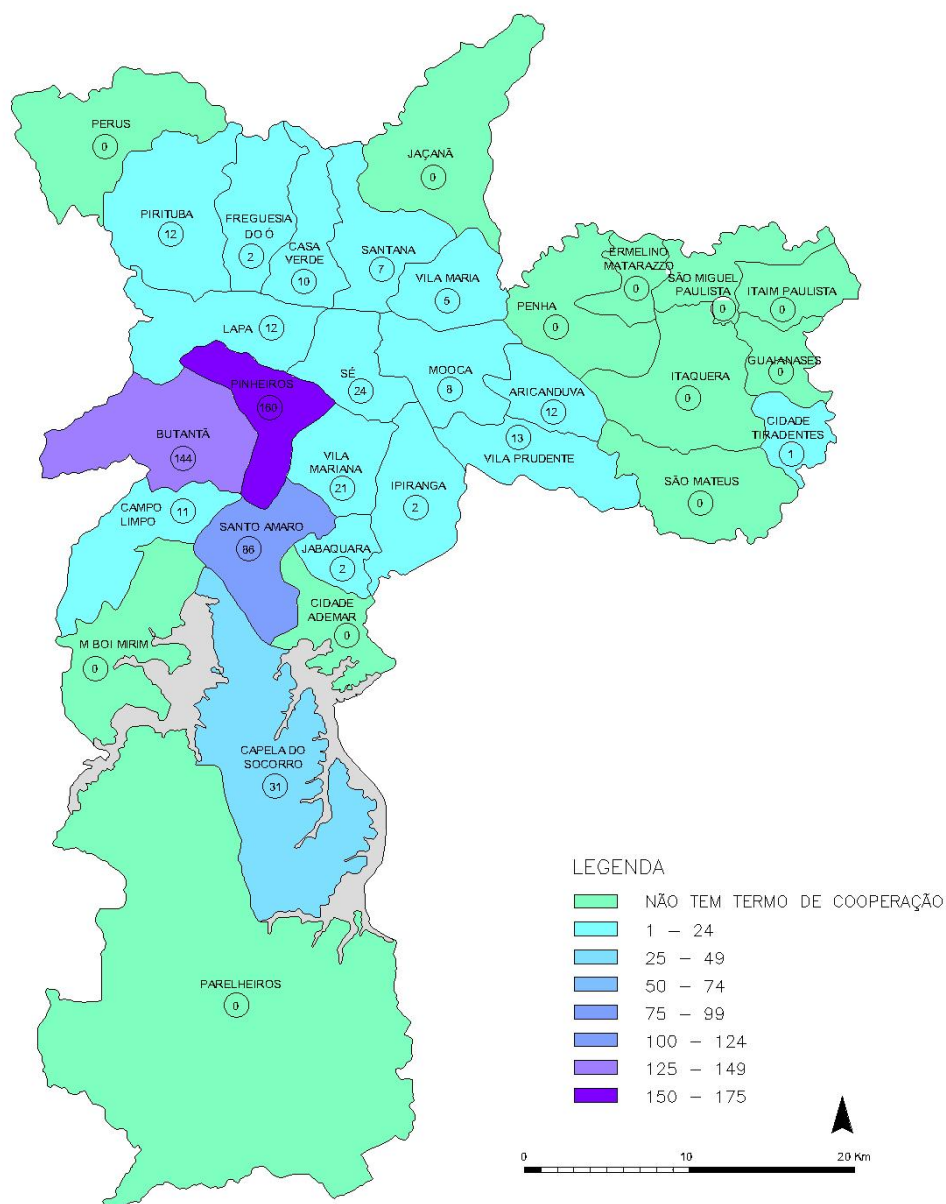 PERUS
0
JAÇANÃ
0
PIRITUBA
12
FREGUESIA
DO Ó
2
CASA
VERDE
10
SANTANA
7
VILA MARIA
5
ERMELINO
MATARAZZO
0
SÃO MIGUEL
PAULISTA
0
ITAIM PAULISTA
0
PENHA
0
LAPA 12
GUAIANASES
0
PINHEIROS
160
SÉ
24
MOOCA
8
ARICANDUVA
12
ITAQUERA
0
CIDADE
TIRADENTES
1
BUTANTÃ
144
13
VILA PRUDENTE
VILA
MARIANA
21
IPIRANGA
2
SÃO MATEUS
0
CAMPO
LIMPO
11
SANTO AMARO
86
JABAQUARA
2
CIDADE
ADEMAR
0
M BOI MIRIM
0
CAPELA DO
SOCORRO
31
PARELHEIROS
0
LEGENDA
NÃO TEM TERMO DE COOPERAÇÃO
1 – 24
25 – 49
50 – 74
75 – 99
100 – 124
125 – 149
150 – 175
0 10 20 Km